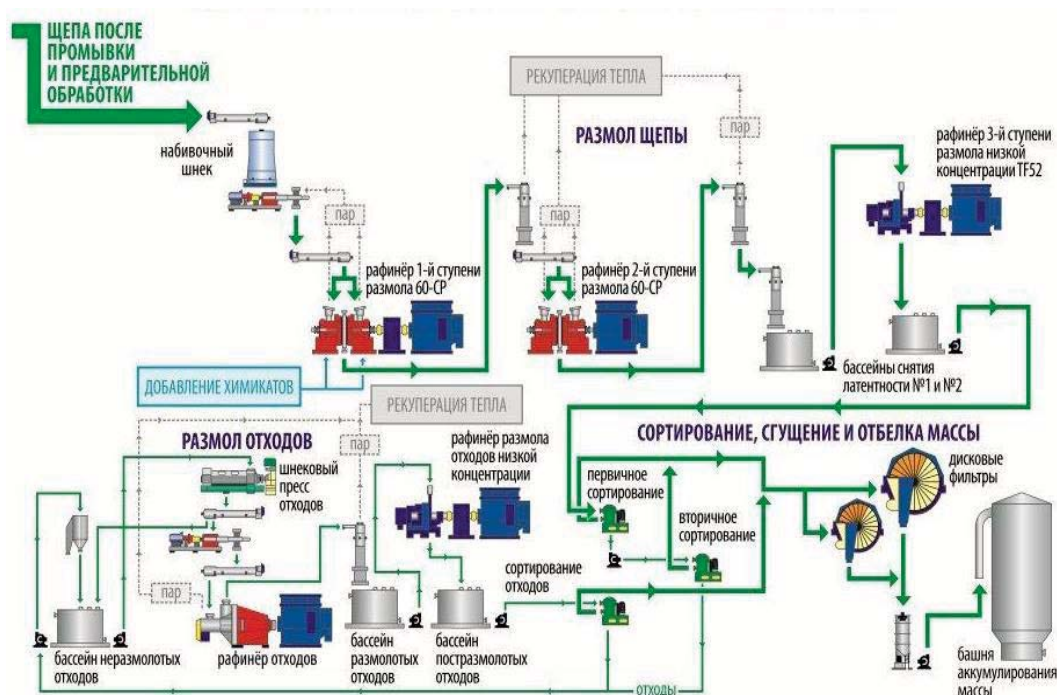 ЩЕПА ПОСЛЕ
ПРОМЫВКИ
И ПРЕДВАРИТЕЛЬНОЙ
ОБРАБОТКИ
набивочный
шнек
пар
РЕКУПЕРАЦИЯ ТЕПЛА
РАЗМОЛ ЩЕПЫ
пар
рафинёр 3-й ступени
размола низкой
концентрации TF52
пар
рафинёр 1-й ступени
размола 60-СР
рафинёр 2-й ступени
размола 60-СР
бассейны снятия
латентности №1 и №2
ДОБАВЛЕНИЕ ХИМИКАТОВ
РЕКУПЕРАЦИЯ ТЕПЛА
РАЗМОЛ ОТХОДОВ
пар
шнековый
пресс
отходов
рафинёр размола
отходов низкой
концентрации
СОРТИРОВАНИЕ, СГУЩЕНИЕ И ОТБЕЛКА МАССЫ
первичное
сортирование
вторичное
сортирование
дисковые
фильтры
пар
сортирование
отходов
бассейн неразмолотых
отходов
рафинёр отходов
бассейн
размолотых
отходов
бассейн
постразмолотых
отходов
отходы
башня
аккумулирования
массы